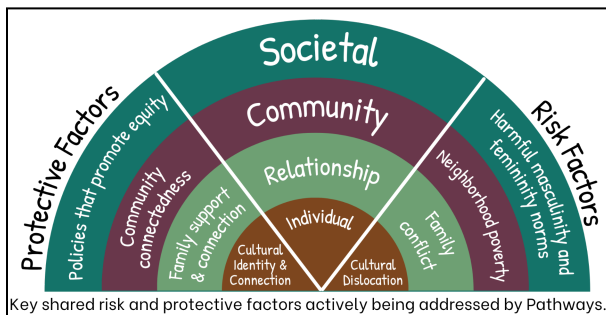 Societal
Community
Relationship
Individual
Protective Factors
Policies that promote equity
Community
connectedness
Family support
& connection
Cultural
Identity &
Connection
Risk Factors
Harmful masculinity and
femininity norms
Neighborhood poverty
Family
conflict
Cultural
Dislocation
Key shared risk and protective factors actively being addressed by Pathways.